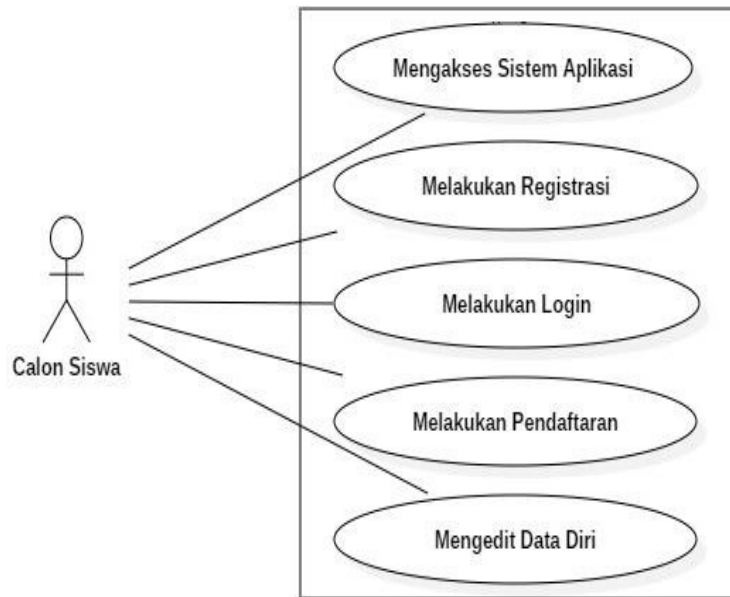 Mengakses Sistem Aplikasi
Melakukan Registrasi
Melakukan Login
Calon Siswa
Melakukan Pendaftaran
Mengedit Data Diri